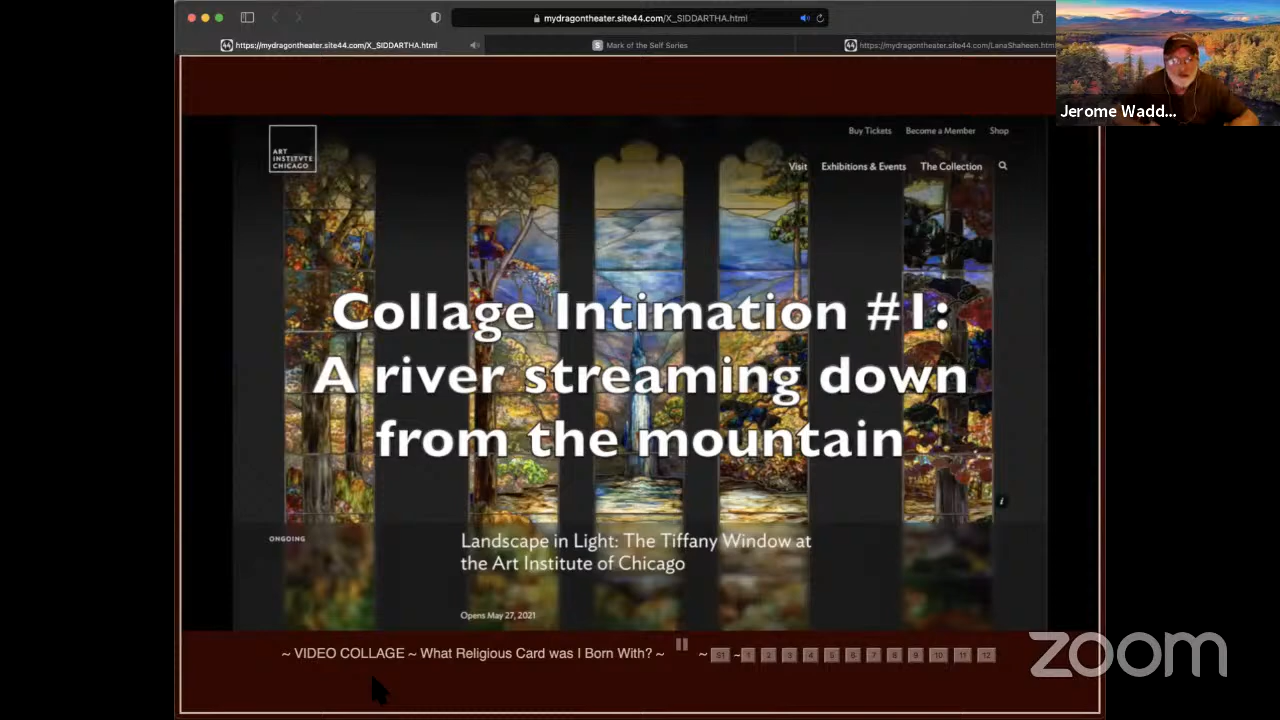 mydragontheater.site44.com/X_SIDDARTHA.html
https://mydragontheater.site44.com/X_SIDDARTHA.html
S Mark of the Self Series
https://mydragontheater.site44.com/LanaShaheen.htm
Jerome Wadd...
ART
INSTITVTE
CHICAGO
Buy Tickets Become a Member Shop
Visit Exhibitions & Events The Collection
Collage Intimation #1:
A river streaming down
from the mountain
i
ONGOING
Landscape in Light: The Tiffany Window at
the Art Institute of Chicago
Opens May 27, 2021
~ VIDEO COLLAGE ~ What Religious Card was I Born With? ~ ~ S1 ~ 1 2 3 4 5 6 7 8 9 10 11 12
zoom